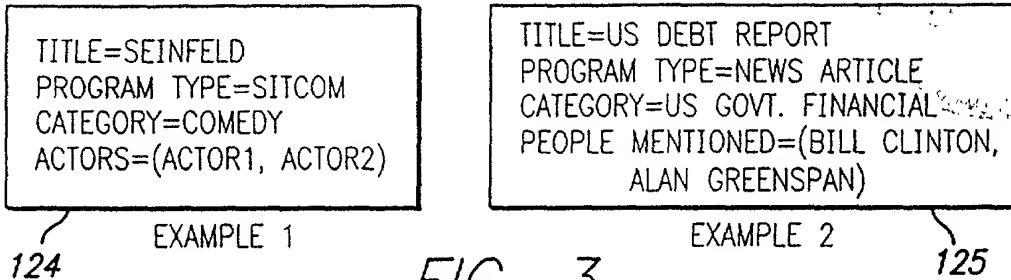 TITLE=SEINFELD
PROGRAM TYPE=SITCOM
CATEGORY=COMEDY
ACTORS=(ACTOR1, ACTOR2)
EXAMPLE 1
124
TITLE=US DEBT REPORT
PROGRAM TYPE=NEWS ARTICLE
CATEGORY=US GOVT. FINANCIAL
PEOPLE MENTIONED=(BILL CLINTON,
ALAN GREENSPAN)
EXAMPLE 2
125
FIG. 3